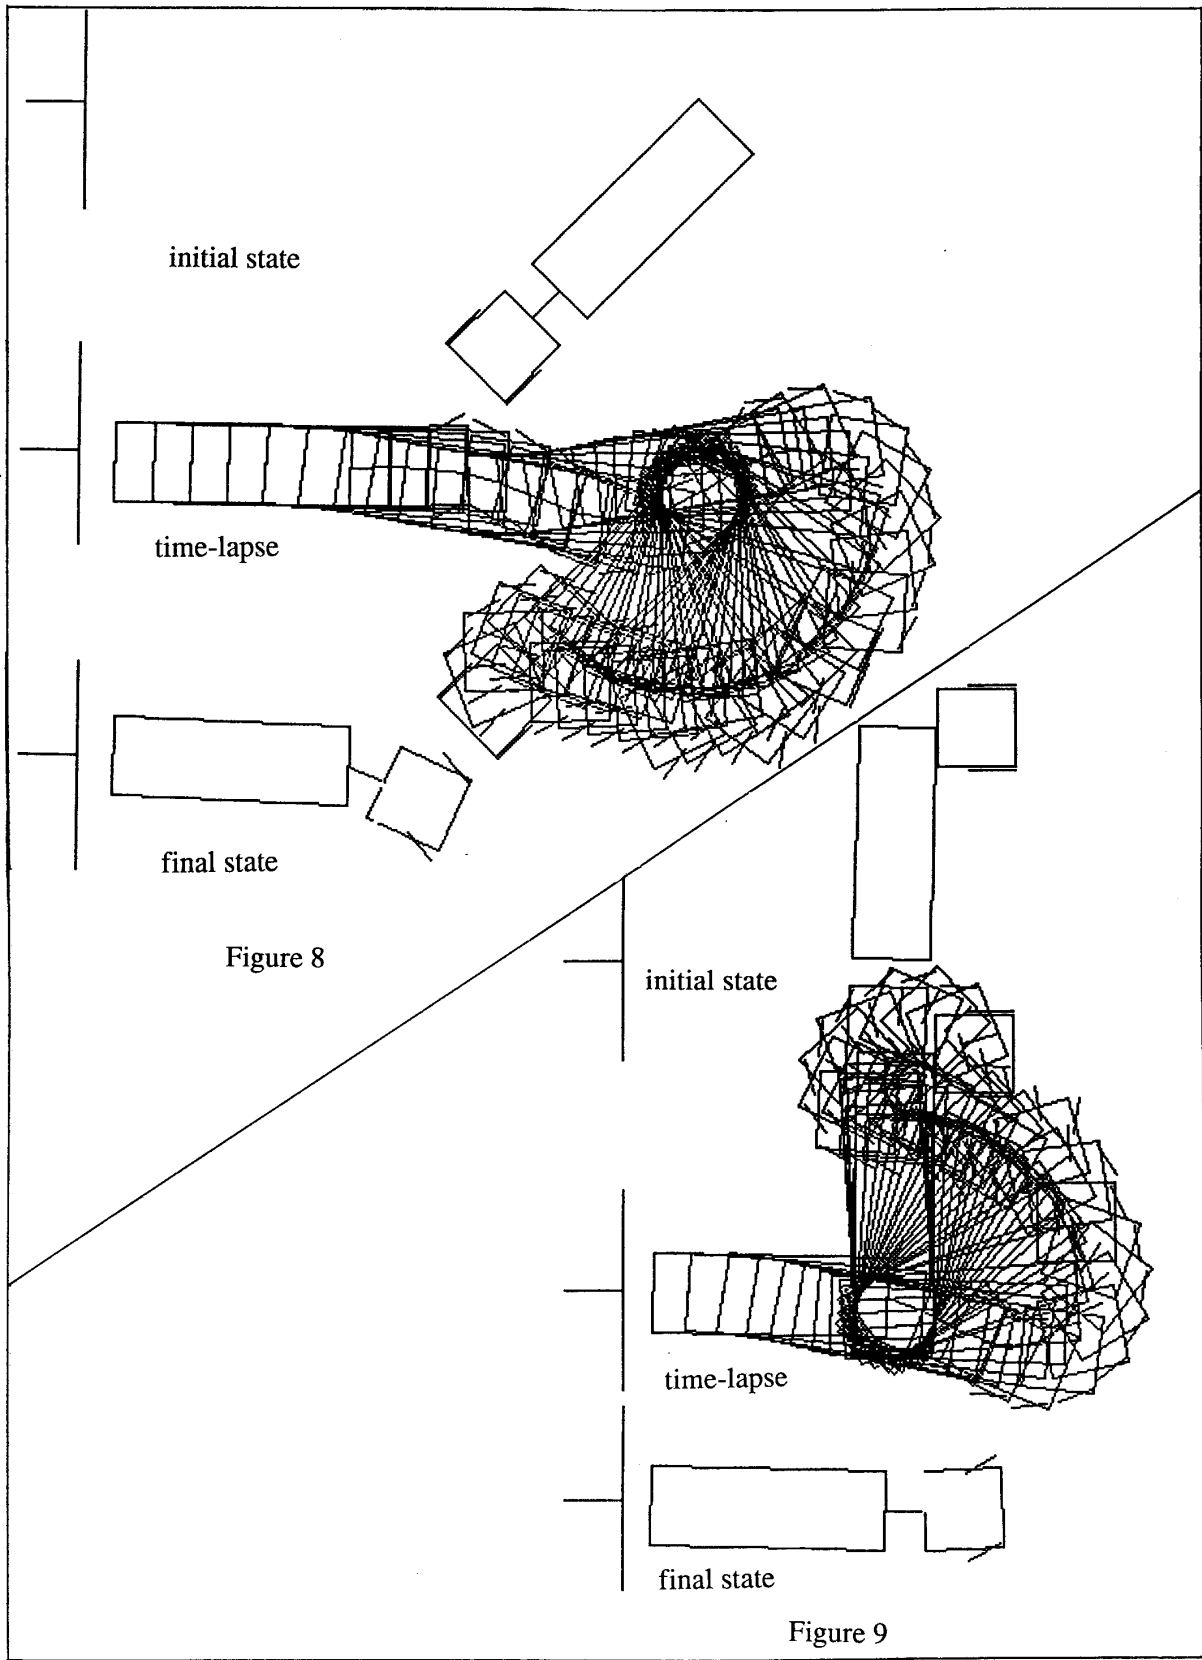 initial state
time-lapse
final state
Figure 8
initial state
time-lapse
final state
Figure 9